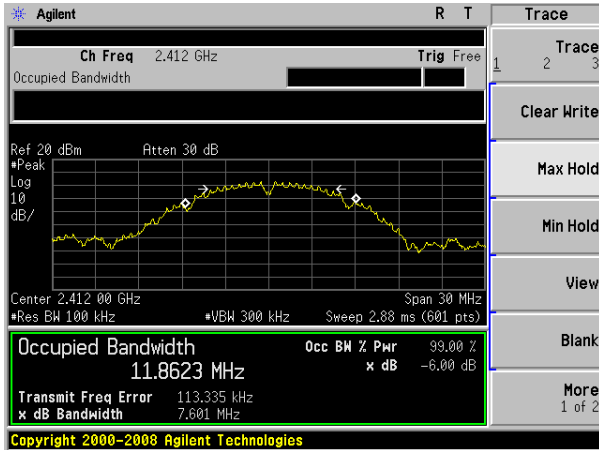 Agilent R T Trace
Ch Freq 2.412 GHz Trig Free
Occupied Bandwidth
Trace
1 2 3
Clear Write
Max Hold
Min Hold
View
Blank
More
1 of 2
Ref 20 dBm Atten 30 dB
#Peak
Log
10
dB/
Center 2.412 00 GHz Span 30 MHz
#Res BW 100 kHz #VBW 300 kHz Sweep 2.88 ms (601 pts)
Occupied Bandwidth Occ BW % Pwr 99.00 %
11.8623 MHz x dB -6.00 dB
Transmit Freq Error 113.335 kHz
x dB Bandwidth 7.601 MHz
Copyright 2000-2008 Agilent Technologies